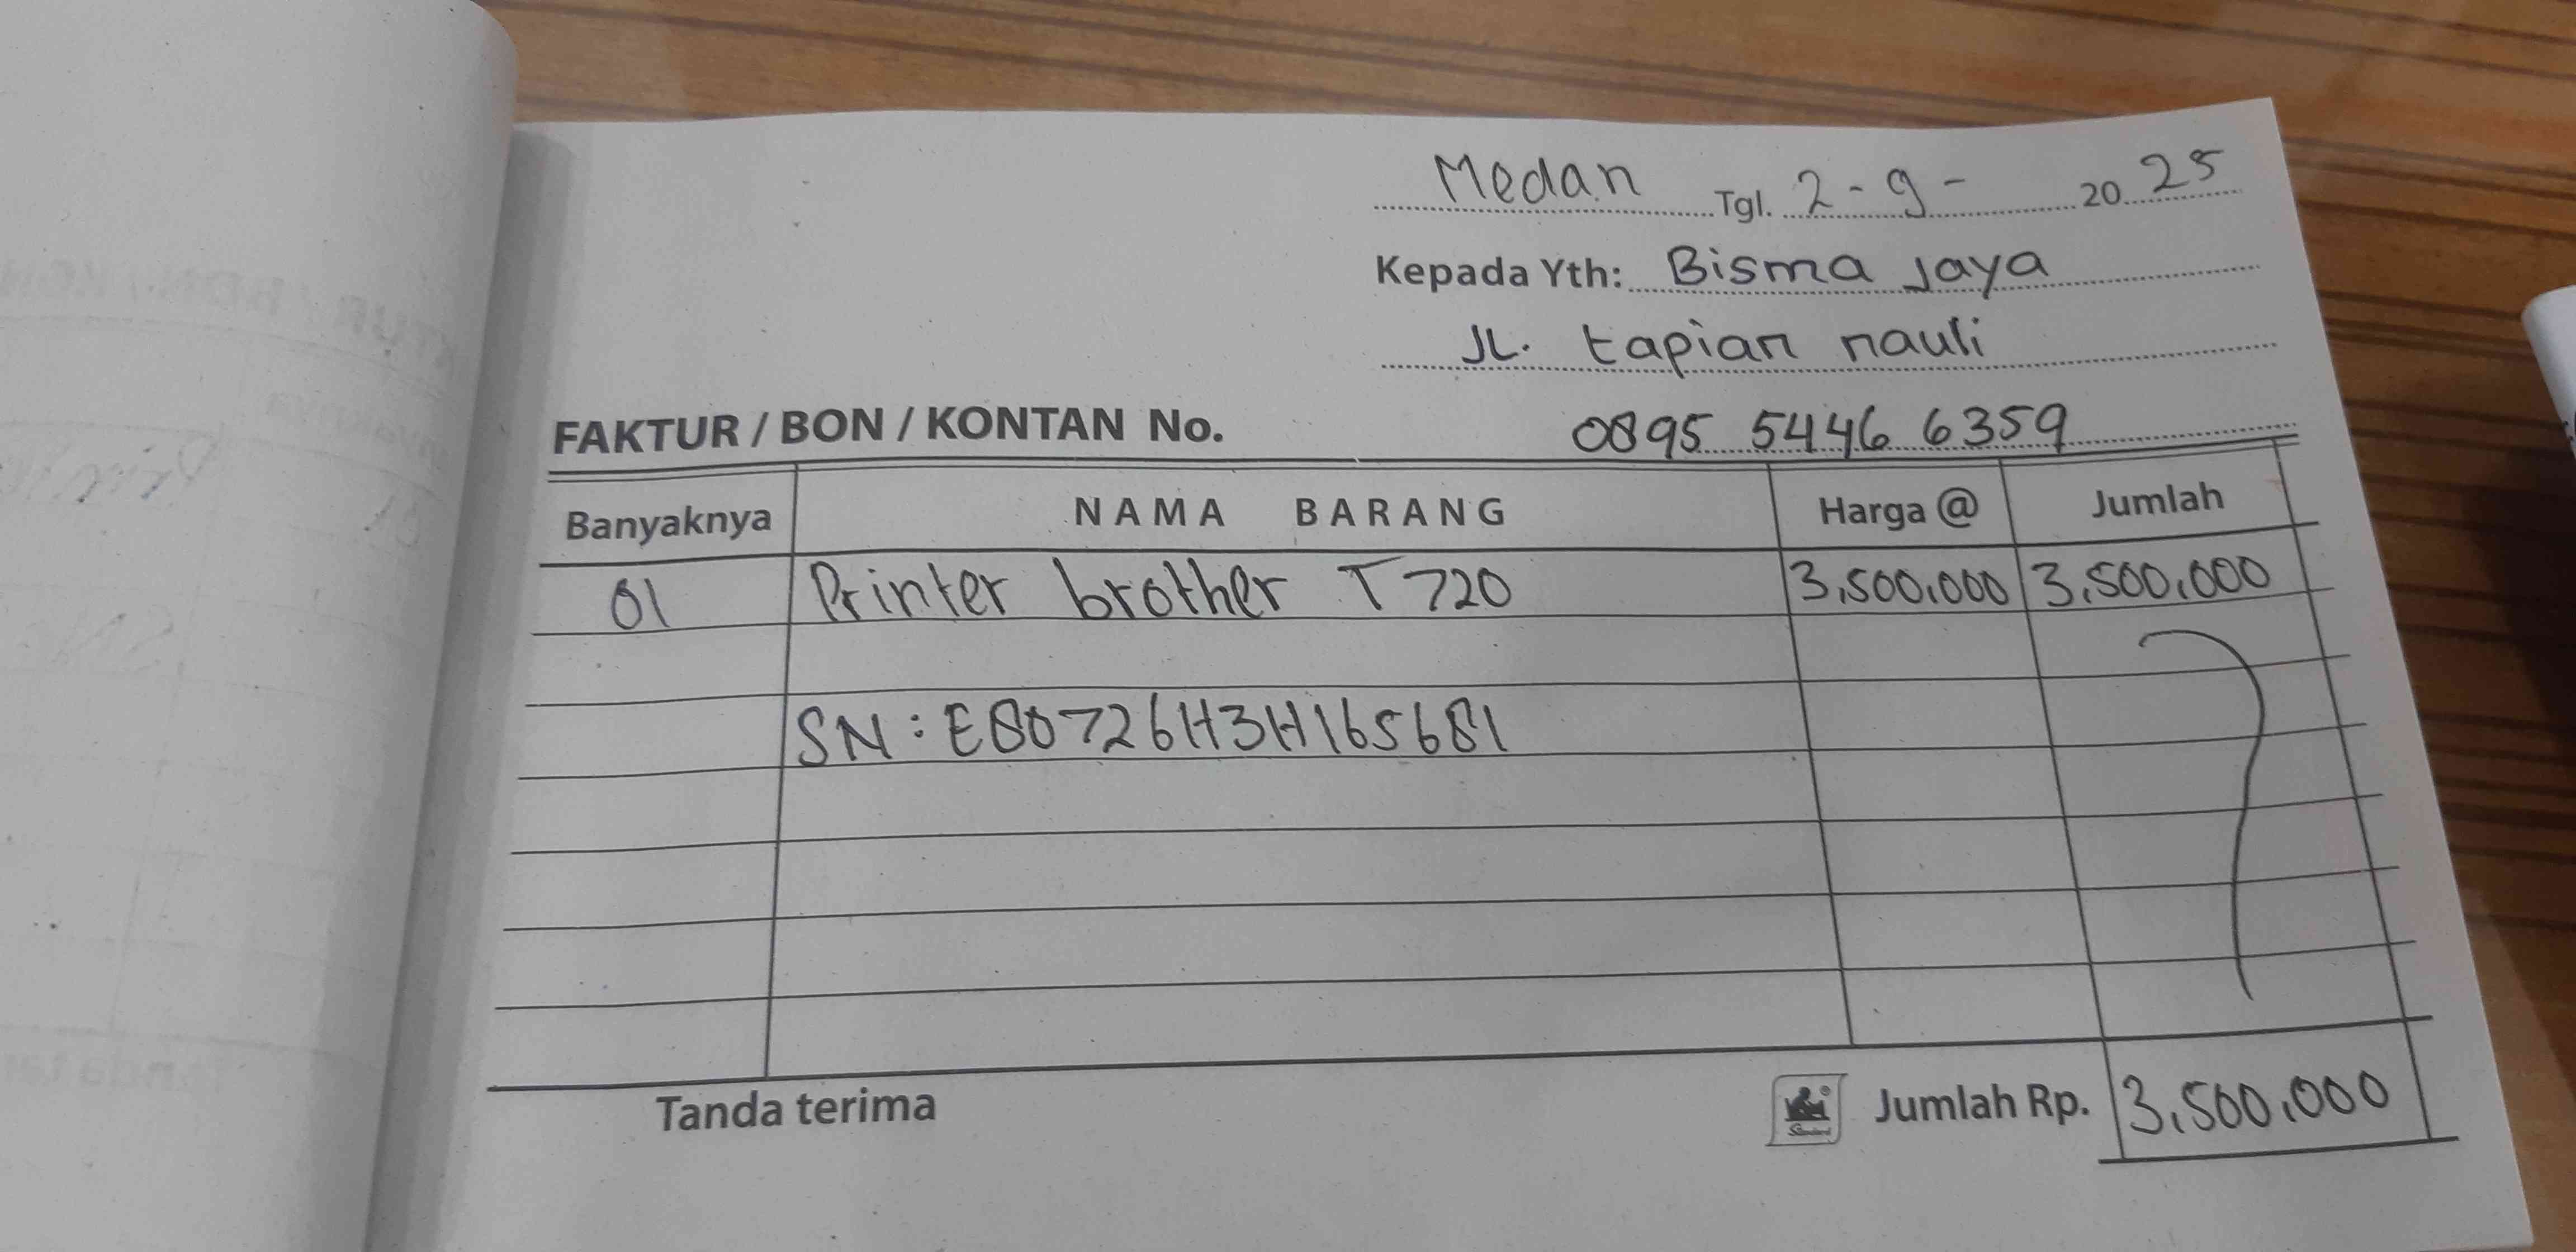 Medan Tgl. 2 - 9 - 20 25
Kepada Yth: Bisma Jaya
JL. tapian nauli
FAKTUR / BON / KONTAN No. 0895 5446 6359
Banyaknya NAMA BARANG Harga @ Jumlah
01 Printer brother T720 3,500,000 3,500,000
SN : E80726H3H165681
Tanda terima Jumlah Rp. 3,500,000